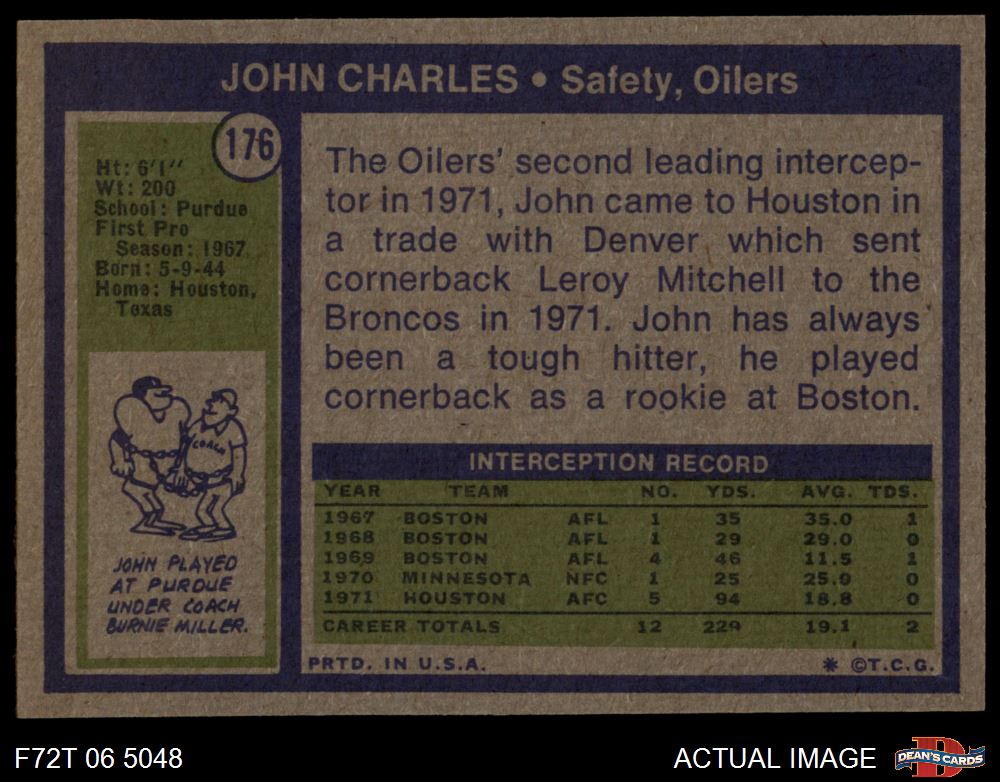 JOHN CHARLES • Safety, Oilers
176
Ht: 6'1''
Wt: 200
School: Purdue
First Pro
Season: 1967
Born: 5-9-44
Home: Houston,
Texas
COACH
JOHN PLAYED
AT PURDUE
UNDER COACH
BURNIE MILLER.
The Oilers' second leading intercep-
tor in 1971, John came to Houston in
a trade with Denver which sent
cornerback Leroy Mitchell to the
Broncos in 1971. John has always
been a tough hitter, he played
cornerback as a rookie at Boston.
INTERCEPTION RECORD
YEAR TEAM NO. YDS. AVG. TDS.
1967 BOSTON AFL 1 35 35.0 1
1968 BOSTON AFL 1 29 29.0 0
1969 BOSTON AFL 4 46 11.5 1
1970 MINNESOTA NFC 1 25 25.0 0
1971 HOUSTON AFC 5 94 18.8 0
CAREER TOTALS 12 229 19.1 2
PRTD. IN U.S.A. * ©T.C.G.
F72T 06 5048 ACTUAL IMAGE
D
DEAN'S CARDS